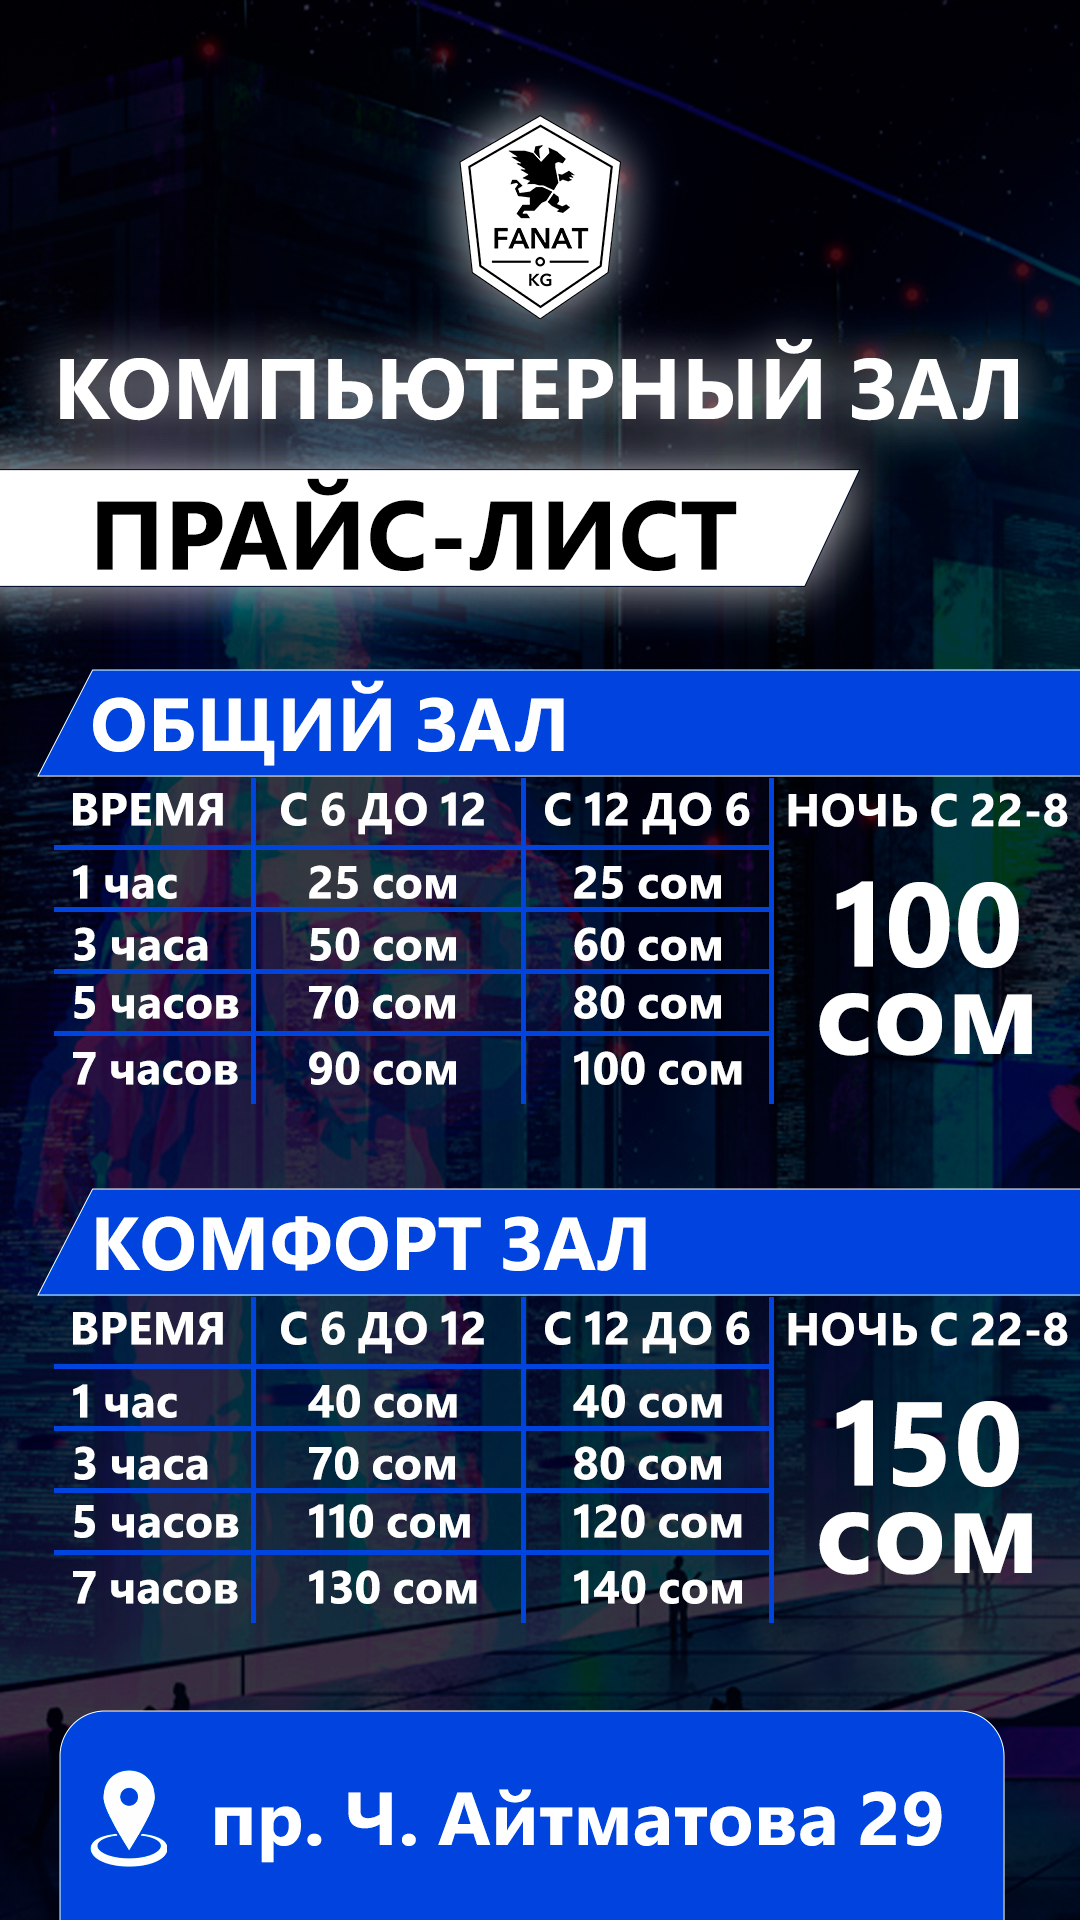 FANAT
KG
КОМПЬЮТЕРНЫЙ ЗАЛ
ПРАЙС-ЛИСТ
ОБЩИЙ ЗАЛ
ВРЕМЯ С 6 ДО 12 С 12 ДО 6 НОЧЬ С 22-8
1 час 25 сом 25 сом
3 часа 50 сом 60 сом
5 часов 70 сом 80 сом
7 часов 90 сом 100 сом
100
сом
КОМФОРТ ЗАЛ
ВРЕМЯ С 6 ДО 12 С 12 ДО 6 НОЧЬ С 22-8
1 час 40 сом 40 сом
3 часа 70 сом 80 сом
5 часов 110 сом 120 сом
7 часов 130 сом 140 сом
150
сом
пр. Ч. Айтматова 29